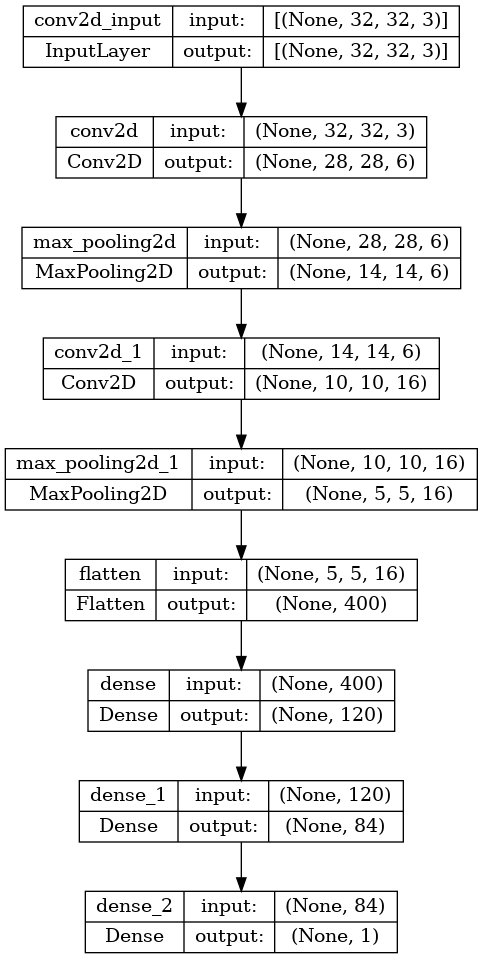 conv2d_input input: [(None, 32, 32, 3)]
InputLayer output: [(None, 32, 32, 3)]
conv2d input: (None, 32, 32, 3)
Conv2D output: (None, 28, 28, 6)
max_pooling2d input: (None, 28, 28, 6)
MaxPooling2D output: (None, 14, 14, 6)
conv2d_1 input: (None, 14, 14, 6)
Conv2D output: (None, 10, 10, 16)
max_pooling2d_1 input: (None, 10, 10, 16)
MaxPooling2D output: (None, 5, 5, 16)
flatten input: (None, 5, 5, 16)
Flatten output: (None, 400)
dense input: (None, 400)
Dense output: (None, 120)
dense_1 input: (None, 120)
Dense output: (None, 84)
dense_2 input: (None, 84)
Dense output: (None, 1)